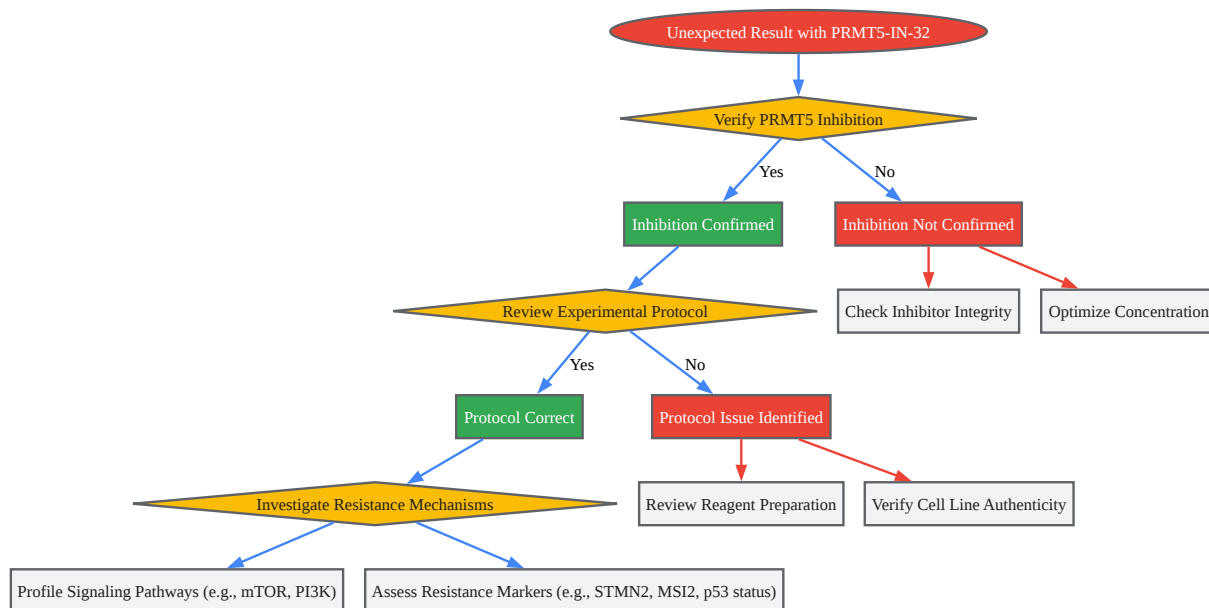 Unexpected Result with PRMT5-IN-32
Verify PRMT5 Inhibition
Yes
No
Inhibition Confirmed
Inhibition Not Confirmed
Review Experimental Protocol
Check Inhibitor Integrity
Optimize Concentration
Yes
No
Protocol Correct
Protocol Issue Identified
Investigate Resistance Mechanisms
Review Reagent Preparation
Verify Cell Line Authenticity
Profile Signaling Pathways (e.g., mTOR, PI3K)
Assess Resistance Markers (e.g., STMN2, MSI2, p53 status)